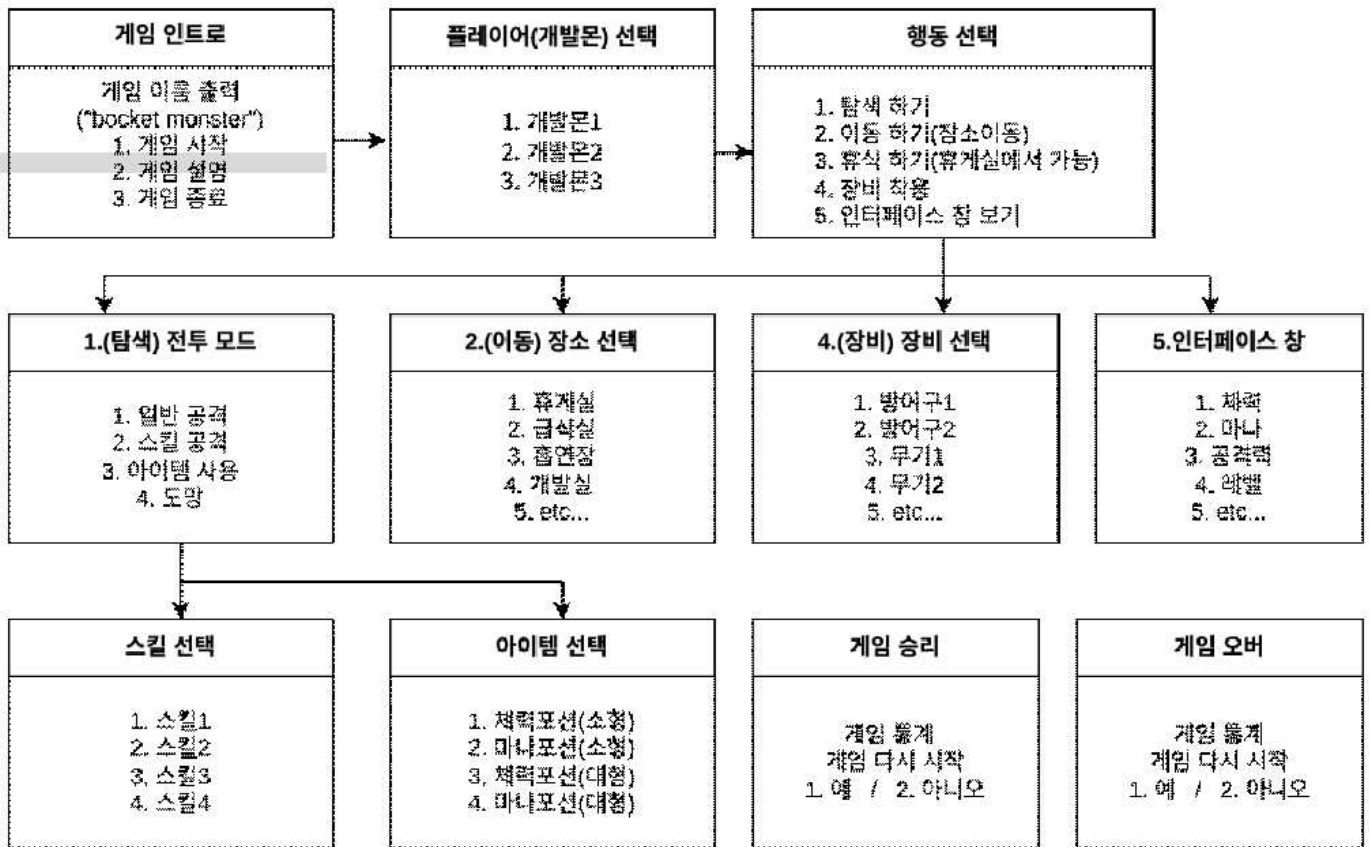 게임 인트로
게임 이름 출력
("bocket monster")
1. 게임 시작
2. 게임 설명
3. 게임 종료
플레이어(개발몬) 선택
1. 개발몬1
2. 개발몬2
3. 개발몬3
행동 선택
1. 탐색 하기
2. 이동 하기(장소이동)
3. 휴식 하기(휴게실에서 가능)
4. 장비 착용
5. 인터페이스 창 보기
1.(탐색) 전투 모드
1. 일반 공격
2. 스킬 공격
3. 아이템 사용
4. 도망
2.(이동) 장소 선택
1. 휴게실
2. 급식실
3. 흡연장
4. 개발실
5. etc...
4.(장비) 장비 선택
1. 방어구1
2. 방어구2
3. 무기1
4. 무기2
5. etc...
5.인터페이스 창
1. 체력
2. 마나
3. 공격력
4. 레벨
5. etc...
스킬 선택
1. 스킬1
2. 스킬2
3. 스킬3
4. 스킬4
아이템 선택
1. 체력포션(소형)
2. 마나포션(소형)
3. 체력포션(대형)
4. 마나포션(대형)
게임 승리
게임 통계
게임 다시 시작
1. 예 / 2. 아니오
게임 오버
게임 통계
게임 다시 시작
1. 예 / 2. 아니오